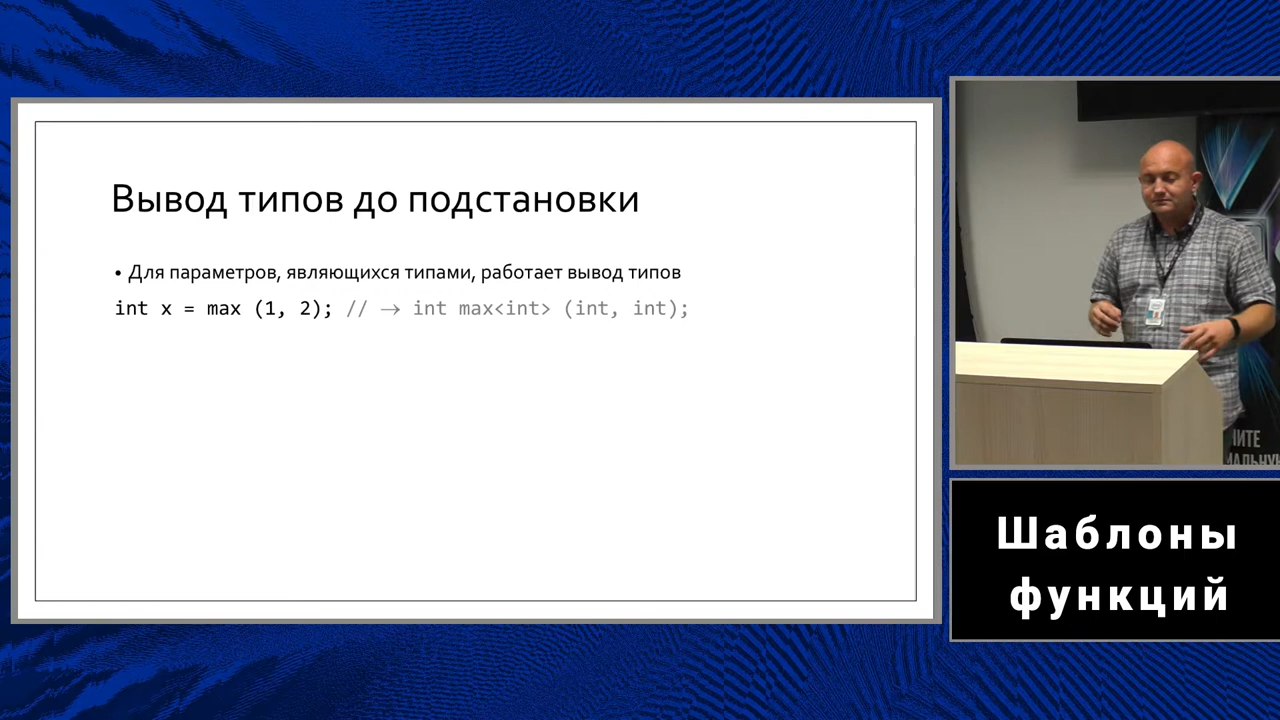 Вывод типов до подстановки
• Для параметров, являющихся типами, работает вывод типов
int x = max (1, 2); // → int max<int> (int, int);
Шаблоны
функций